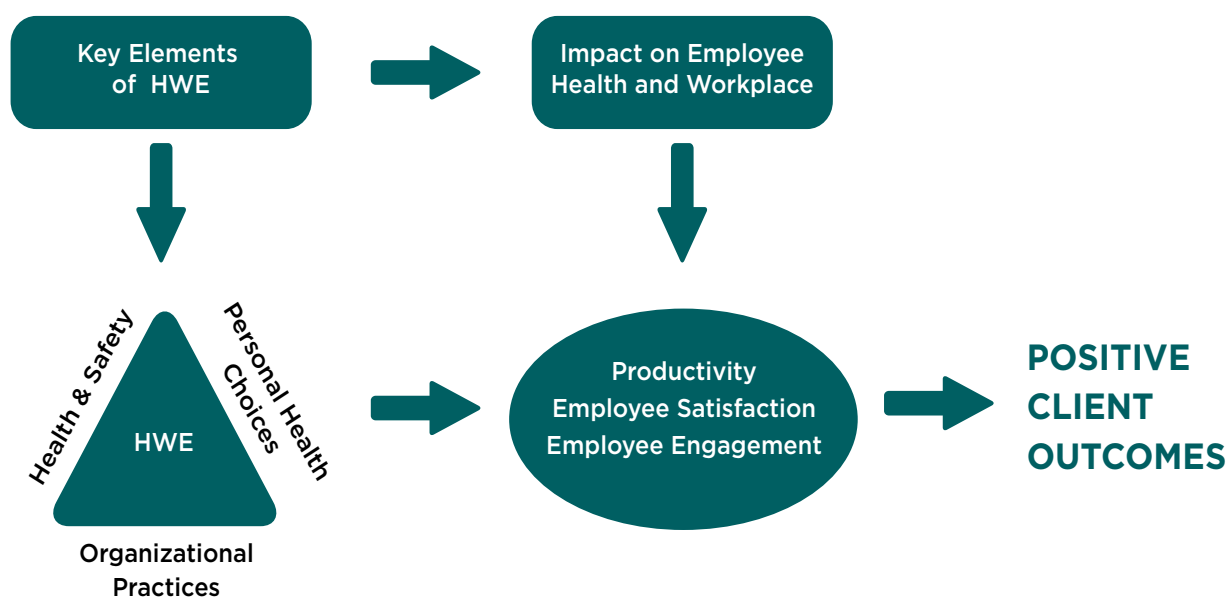 Key Elements
of HWE
Impact on Employee
Health and Workplace
Health & Safety
Personal Health
Choices
HWE
Organizational
Practices
Productivity
Employee Satisfaction
Employee Engagement
POSITIVE
CLIENT
OUTCOMES